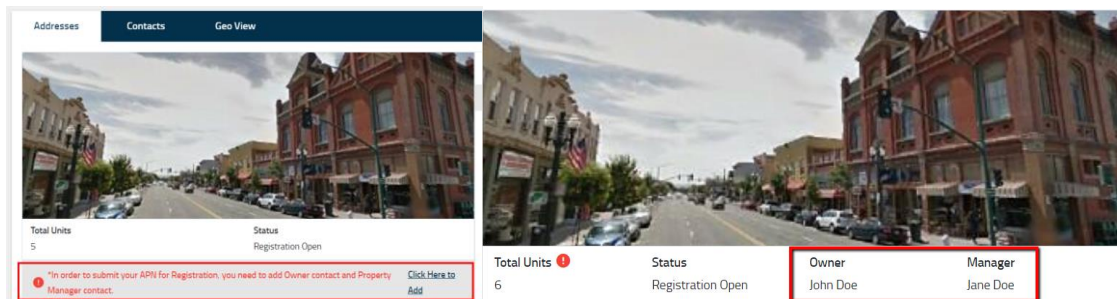 Addresses Contacts Geo View
Total Units Status
5 Registration Open
*In order to submit your APN for Registration, you need to add Owner contact and Property Click Here to
Manager contact. Add
Total Units Status Owner Manager
6 Registration Open John Doe Jane Doe